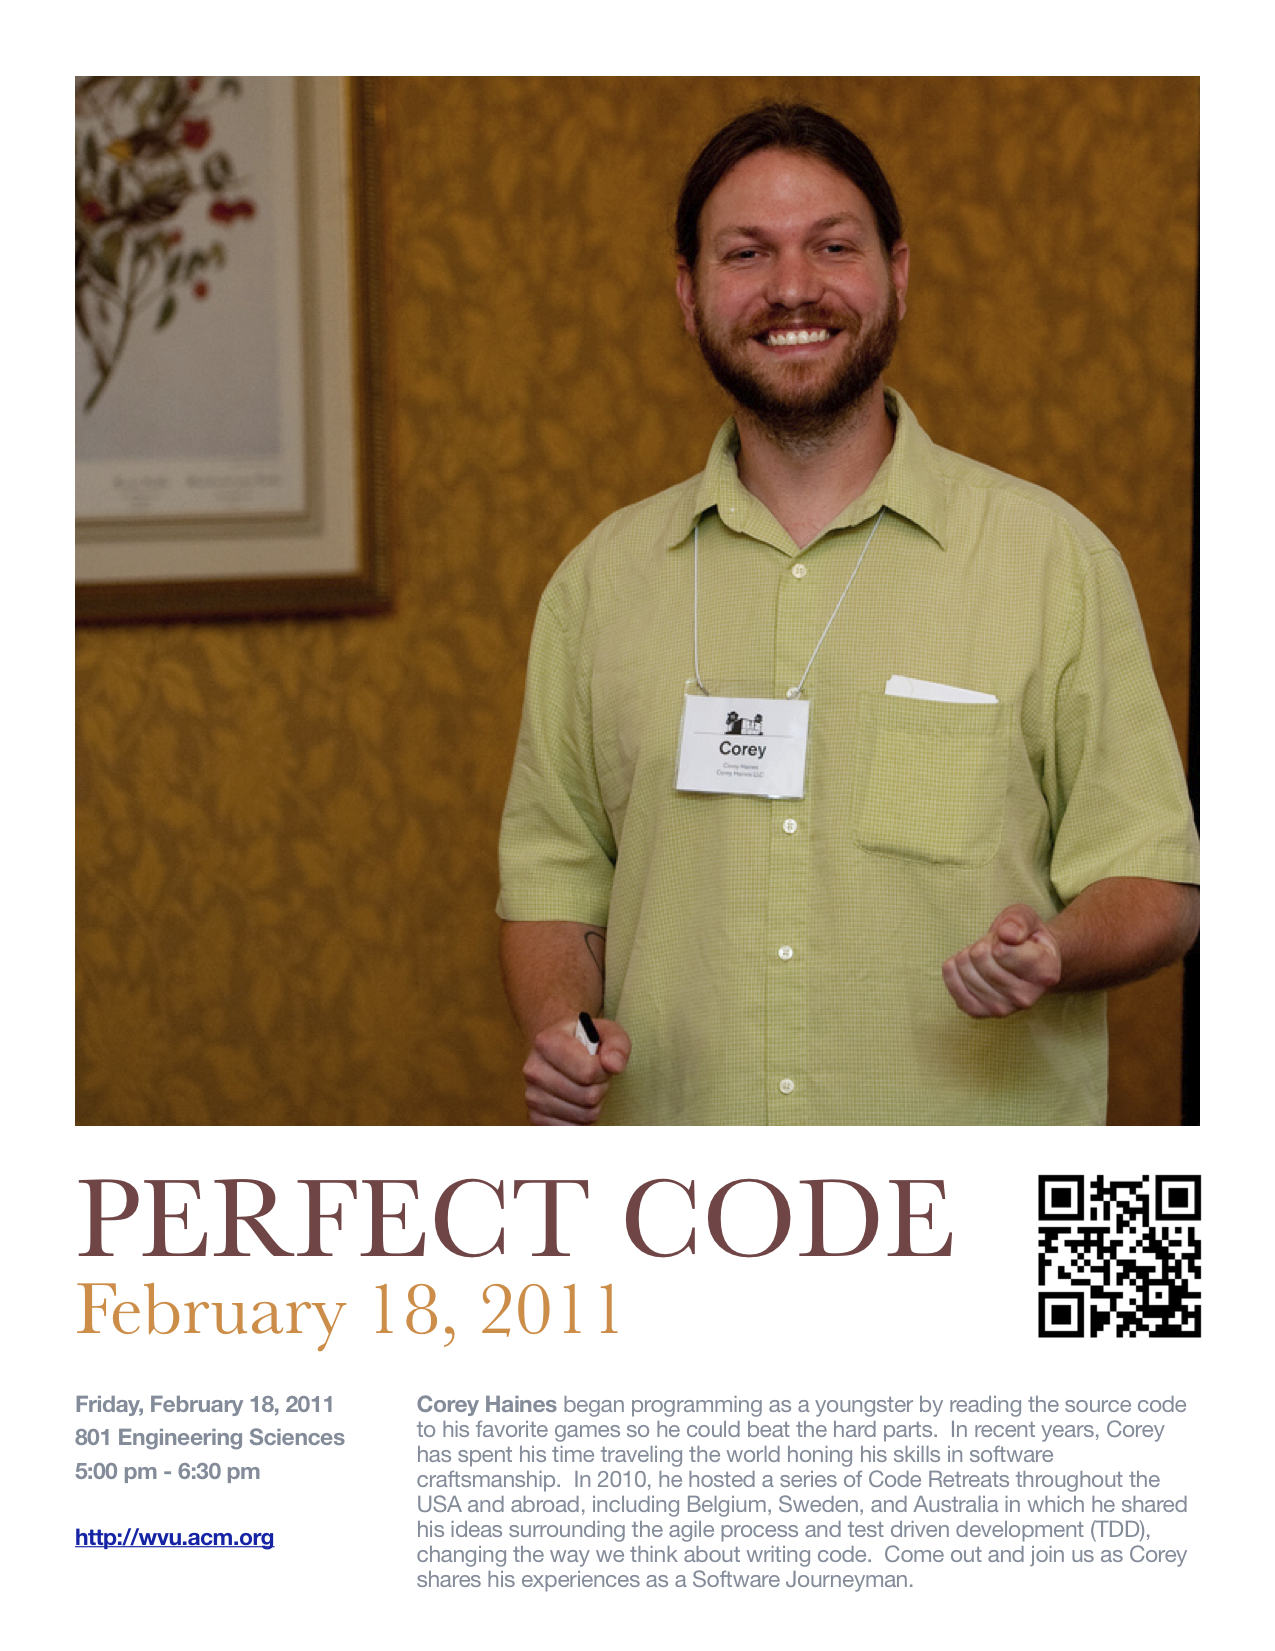 Corey
Corey Haines
Corey Haines LLC
PERFECT CODE
February 18, 2011
Friday, February 18, 2011
801 Engineering Sciences
5:00 pm - 6:30 pm
http://wvu.acm.org
Corey Haines began programming as a youngster by reading the source code
to his favorite games so he could beat the hard parts.  In recent years, Corey
has spent his time traveling the world honing his skills in software
craftsmanship.  In 2010, he hosted a series of Code Retreats throughout the
USA and abroad, including Belgium, Sweden, and Australia in which he shared
his ideas surrounding the agile process and test driven development (TDD),
changing the way we think about writing code.  Come out and join us as Corey
shares his experiences as a Software Journeyman.